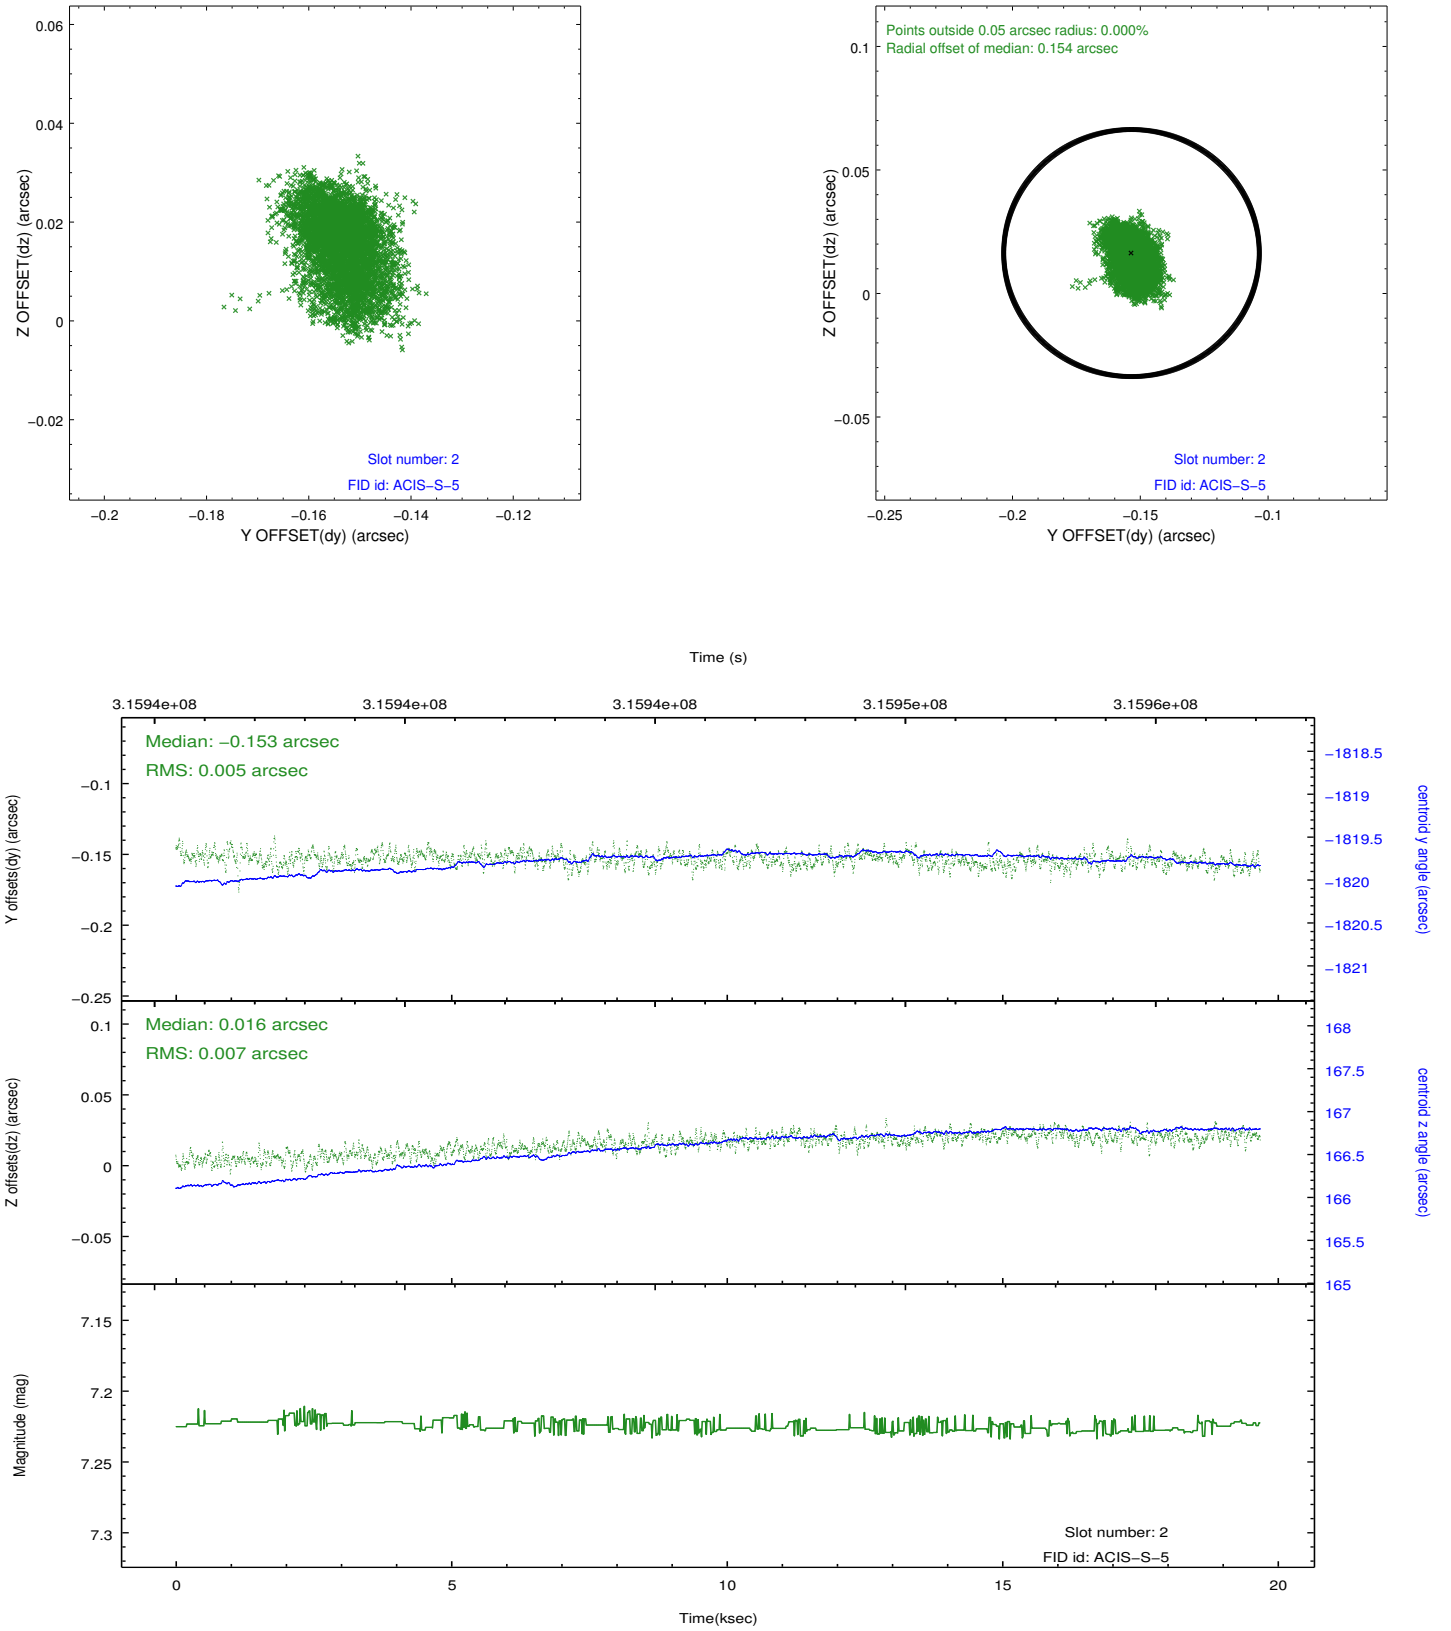 0.06
0.04
0.02
0
−0.02
Z OFFSET(dz) (arcsec)
Slot number: 2
FID id: ACIS−S−5
−0.2
−0.18
−0.16
−0.14
−0.12
Y OFFSET(dy) (arcsec)
Points outside 0.05 arcsec radius: 0.000%
Radial offset of median: 0.154 arcsec
0.1
0.05
0
−0.05
Z OFFSET(dz) (arcsec)
Slot number: 2
FID id: ACIS−S−5
−0.25
−0.2
−0.15
−0.1
Y OFFSET(dy) (arcsec)
Time (s)
3.1594e+08
3.1594e+08
3.1594e+08
3.1595e+08
3.1596e+08
Median: −0.153 arcsec
RMS: 0.005 arcsec
−0.1
−0.15
−0.2
−0.25
Y offsets(dy) (arcsec)
−1818.5
−1819
−1819.5
−1820
−1820.5
−1821
centroid y angle (arcsec)
Median: 0.016 arcsec
RMS: 0.007 arcsec
0.1
0.05
0
−0.05
Z offsets(dz) (arcsec)
168
167.5
167
166.5
166
165.5
165
centroid z angle (arcsec)
7.15
7.2
7.25
7.3
Magnitude (mag)
Slot number: 2
FID id: ACIS−S−5
0
5
10
15
20
Time(ksec)